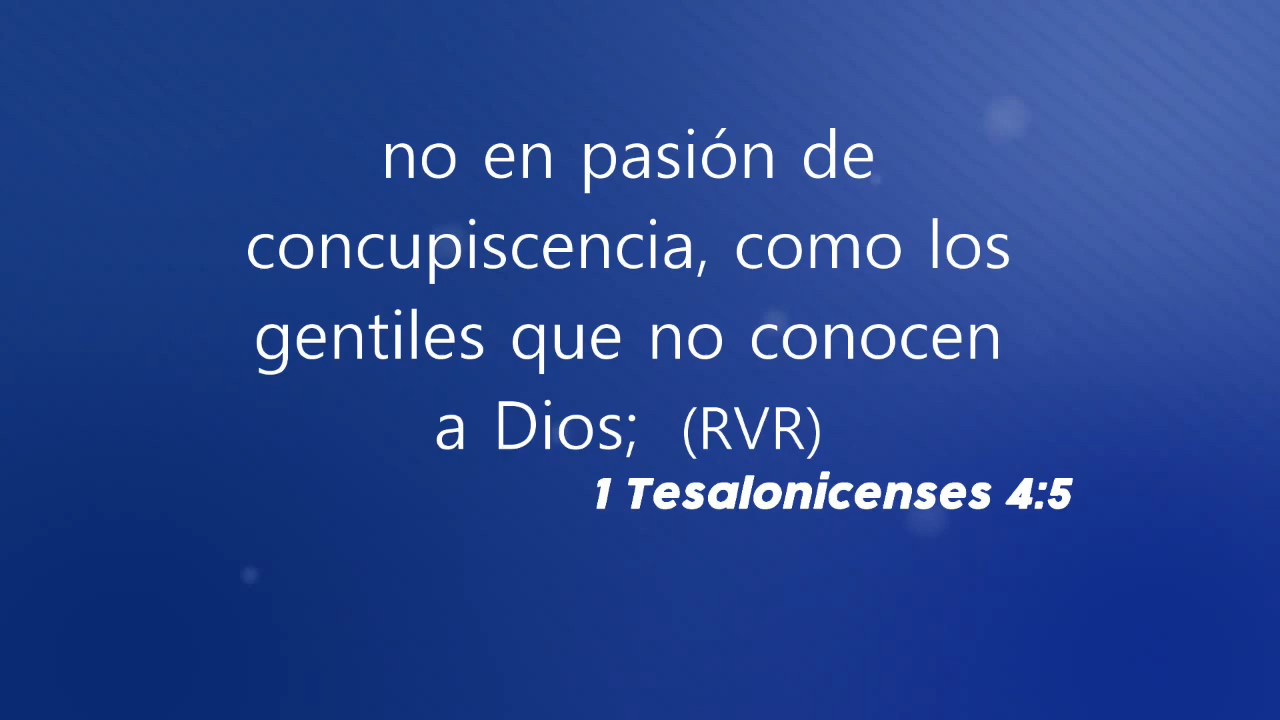 no en pasión de
concupiscencia, como los
gentiles que no conocen
a Dios; (RVR)
1 Tesalonicenses 4:5